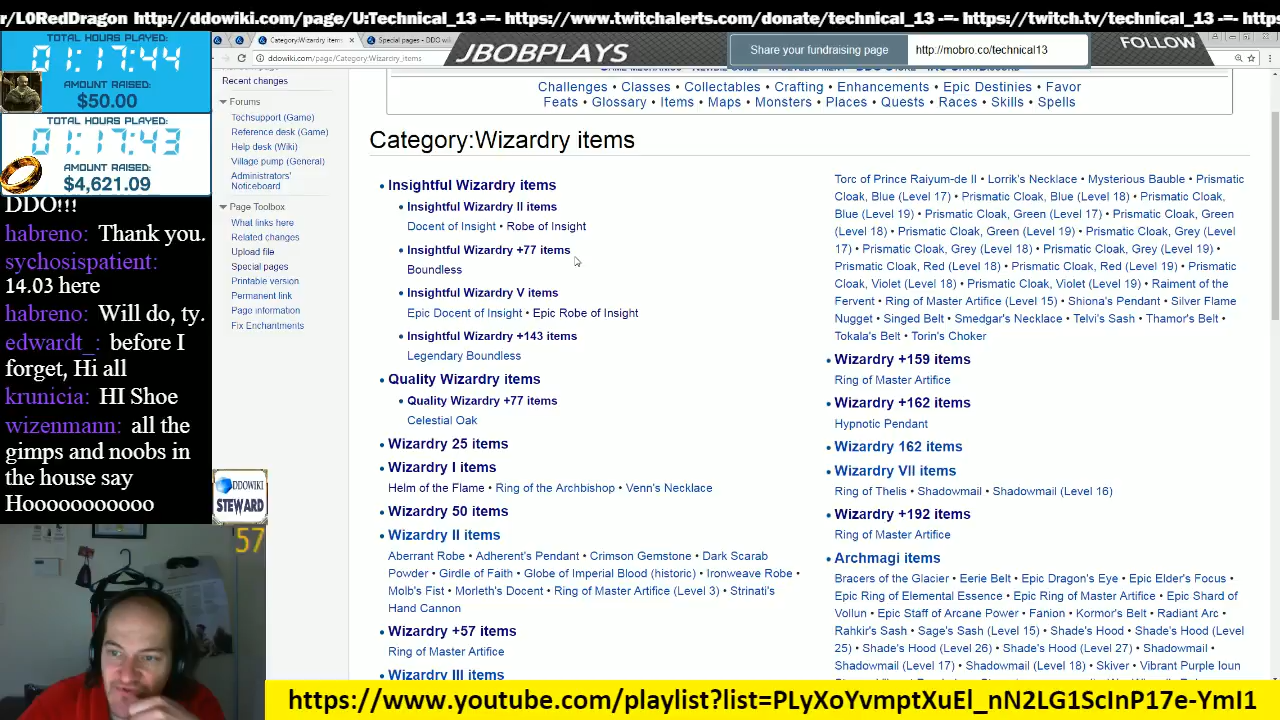 r/L0RedDragon http://ddowiki.com/page/U:Technical_13 -=- https://www.twitchalerts.com/donate/technical_13 -=- https://twitch.tv/technical_13 -=- https
TOTAL HOURS PLAYED:
01:17:44
AMOUNT RAISED:
$50.00
TOTAL HOURS PLAYED:
01:17:43
AMOUNT RAISED:
$4,621.09
DDO!!!
habreno: Thank you.
sychosispatient:
14.03 here
habreno: Will do, ty.
edwardt_: before I
forget, Hi all
krunicia: HI Shoe
wizenmann: all the
gimps and noobs in
the house say
Hooooooooooo
DDOWIKI
STEWARD
57
Category:Wizardry items
Special pages - DDO wi
ddowiki.com/page/Category:Wizardry_items
JBOBPLAYS
Share your fundraising page
http://mobro.co/technical13
FOLLOW
Recent changes
Forums
Techsupport (Game)
Reference desk (Game)
Help desk (Wiki)
Village pump (General)
Administrators'
Noticeboard
Page Toolbox
What links here
Related changes
Upload file
Special pages
Printable version
Permanent link
Page information
Fix Enchantments
Challenges • Classes • Collectables • Crafting • Enhancements • Epic Destinies • Favor
Feats • Glossary • Items • Maps • Monsters • Places • Quests • Races • Skills • Spells
Category:Wizardry items
• Insightful Wizardry items
• Insightful Wizardry II items
Docent of Insight • Robe of Insight
• Insightful Wizardry +77 items
Boundless
• Insightful Wizardry V items
Epic Docent of Insight • Epic Robe of Insight
• Insightful Wizardry +143 items
Legendary Boundless
• Quality Wizardry items
• Quality Wizardry +77 items
Celestial Oak
• Wizardry 25 items
• Wizardry I items
Helm of the Flame • Ring of the Archbishop • Venn's Necklace
• Wizardry 50 items
• Wizardry II items
Aberrant Robe • Adherent's Pendant • Crimson Gemstone • Dark Scarab
Powder • Girdle of Faith • Globe of Imperial Blood (historic) • Ironweave Robe •
Molb's Fist • Morleth's Docent • Ring of Master Artifice (Level 3) • Strinati's
Hand Cannon
• Wizardry +57 items
Ring of Master Artifice
• Wizardry III items
Torc of Prince Raiyum-de II • Lorrik's Necklace • Mysterious Bauble • Prismatic
Cloak, Blue (Level 17) • Prismatic Cloak, Blue (Level 18) • Prismatic Cloak,
Blue (Level 19) • Prismatic Cloak, Green (Level 17) • Prismatic Cloak, Green
(Level 18) • Prismatic Cloak, Green (Level 19) • Prismatic Cloak, Grey (Level
17) • Prismatic Cloak, Grey (Level 18) • Prismatic Cloak, Grey (Level 19) •
Prismatic Cloak, Red (Level 18) • Prismatic Cloak, Red (Level 19) • Prismatic
Cloak, Violet (Level 18) • Prismatic Cloak, Violet (Level 19) • Raiment of the
Fervent • Ring of Master Artifice (Level 15) • Shiona's Pendant • Silver Flame
Nugget • Singed Belt • Smedgar's Necklace • Telvi's Sash • Thamor's Belt •
Tokala's Belt • Torin's Choker
• Wizardry +159 items
Ring of Master Artifice
• Wizardry +162 items
Hypnotic Pendant
• Wizardry 162 items
• Wizardry VII items
Ring of Thelis • Shadowmail • Shadowmail (Level 16)
• Wizardry +192 items
Ring of Master Artifice
• Archmagi items
Bracers of the Glacier • Eerie Belt • Epic Dragon's Eye • Epic Elder's Focus •
Epic Ring of Elemental Essence • Epic Ring of Master Artifice • Epic Shard of
Vollun • Epic Staff of Arcane Power • Fanion • Kormor's Belt • Radiant Arc •
Rahkir's Sash • Sage's Sash (Level 15) • Shade's Hood • Shade's Hood (Level
25) • Shade's Hood (Level 26) • Shade's Hood (Level 27) • Shadowmail •
Shadowmail (Level 17) • Shadowmail (Level 18) • Skiver • Vibrant Purple Ioun
https://www.youtube.com/playlist?list=PLyXoYvmptXuEl_nN2LG1ScInP17e-YmI1